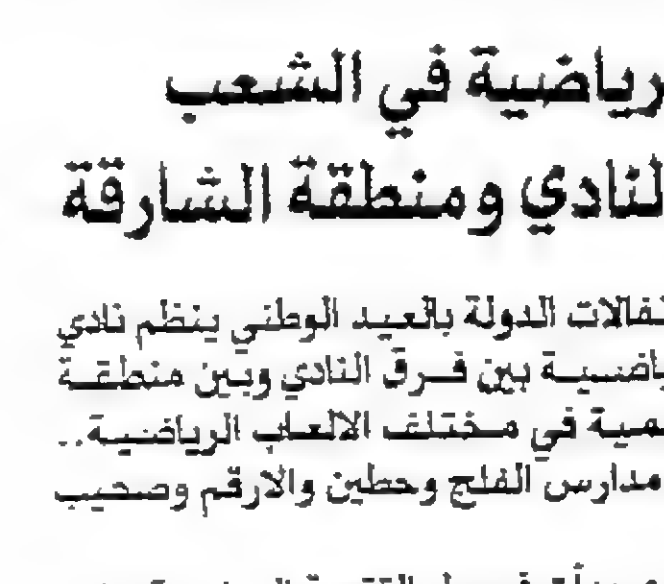 رياضية في الشعب
لنادي ومنطقة الشارقة
فالات الدولة بالعيد الوطني ينظم نادي
ياضية بين فرق النادي وبين منطقة
مية في مختلف الالعاب الرياضية..
مدارس الفلج وحطين والارقم وصحيب